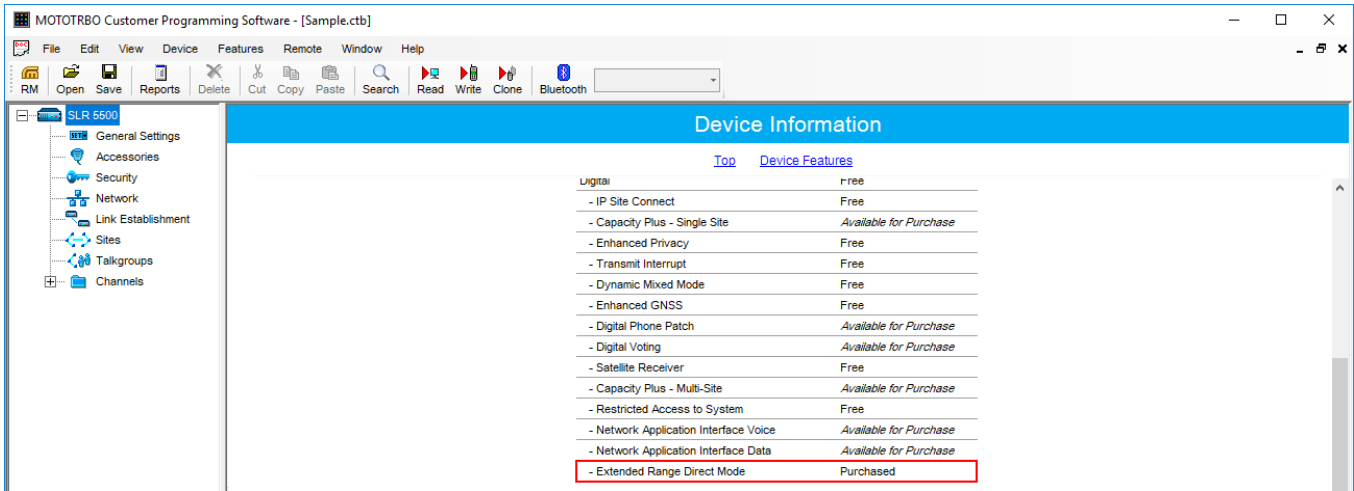 MOTOTRBO Customer Programming Software - [Sample.ctb]
DOC File Edit View Device Features Remote Window Help
RM Open Save Reports Delete Cut Copy Paste Search Read Write Clone Bluetooth
SLR 5500
Device Information
SET General Settings
Accessories
Top Device Features
Security
Digital Free
Network
- IP Site Connect Free
Link Establishment
- Capacity Plus - Single Site Available for Purchase
Sites
- Enhanced Privacy Free
Talkgroups
- Transmit Interrupt Free
Channels
- Dynamic Mixed Mode Free
- Enhanced GNSS Free
- Digital Phone Patch Available for Purchase
- Digital Voting Available for Purchase
- Satellite Receiver Free
- Capacity Plus - Multi-Site Available for Purchase
- Restricted Access to System Free
- Network Application Interface Voice Available for Purchase
- Network Application Interface Data Available for Purchase
- Extended Range Direct Mode Purchased